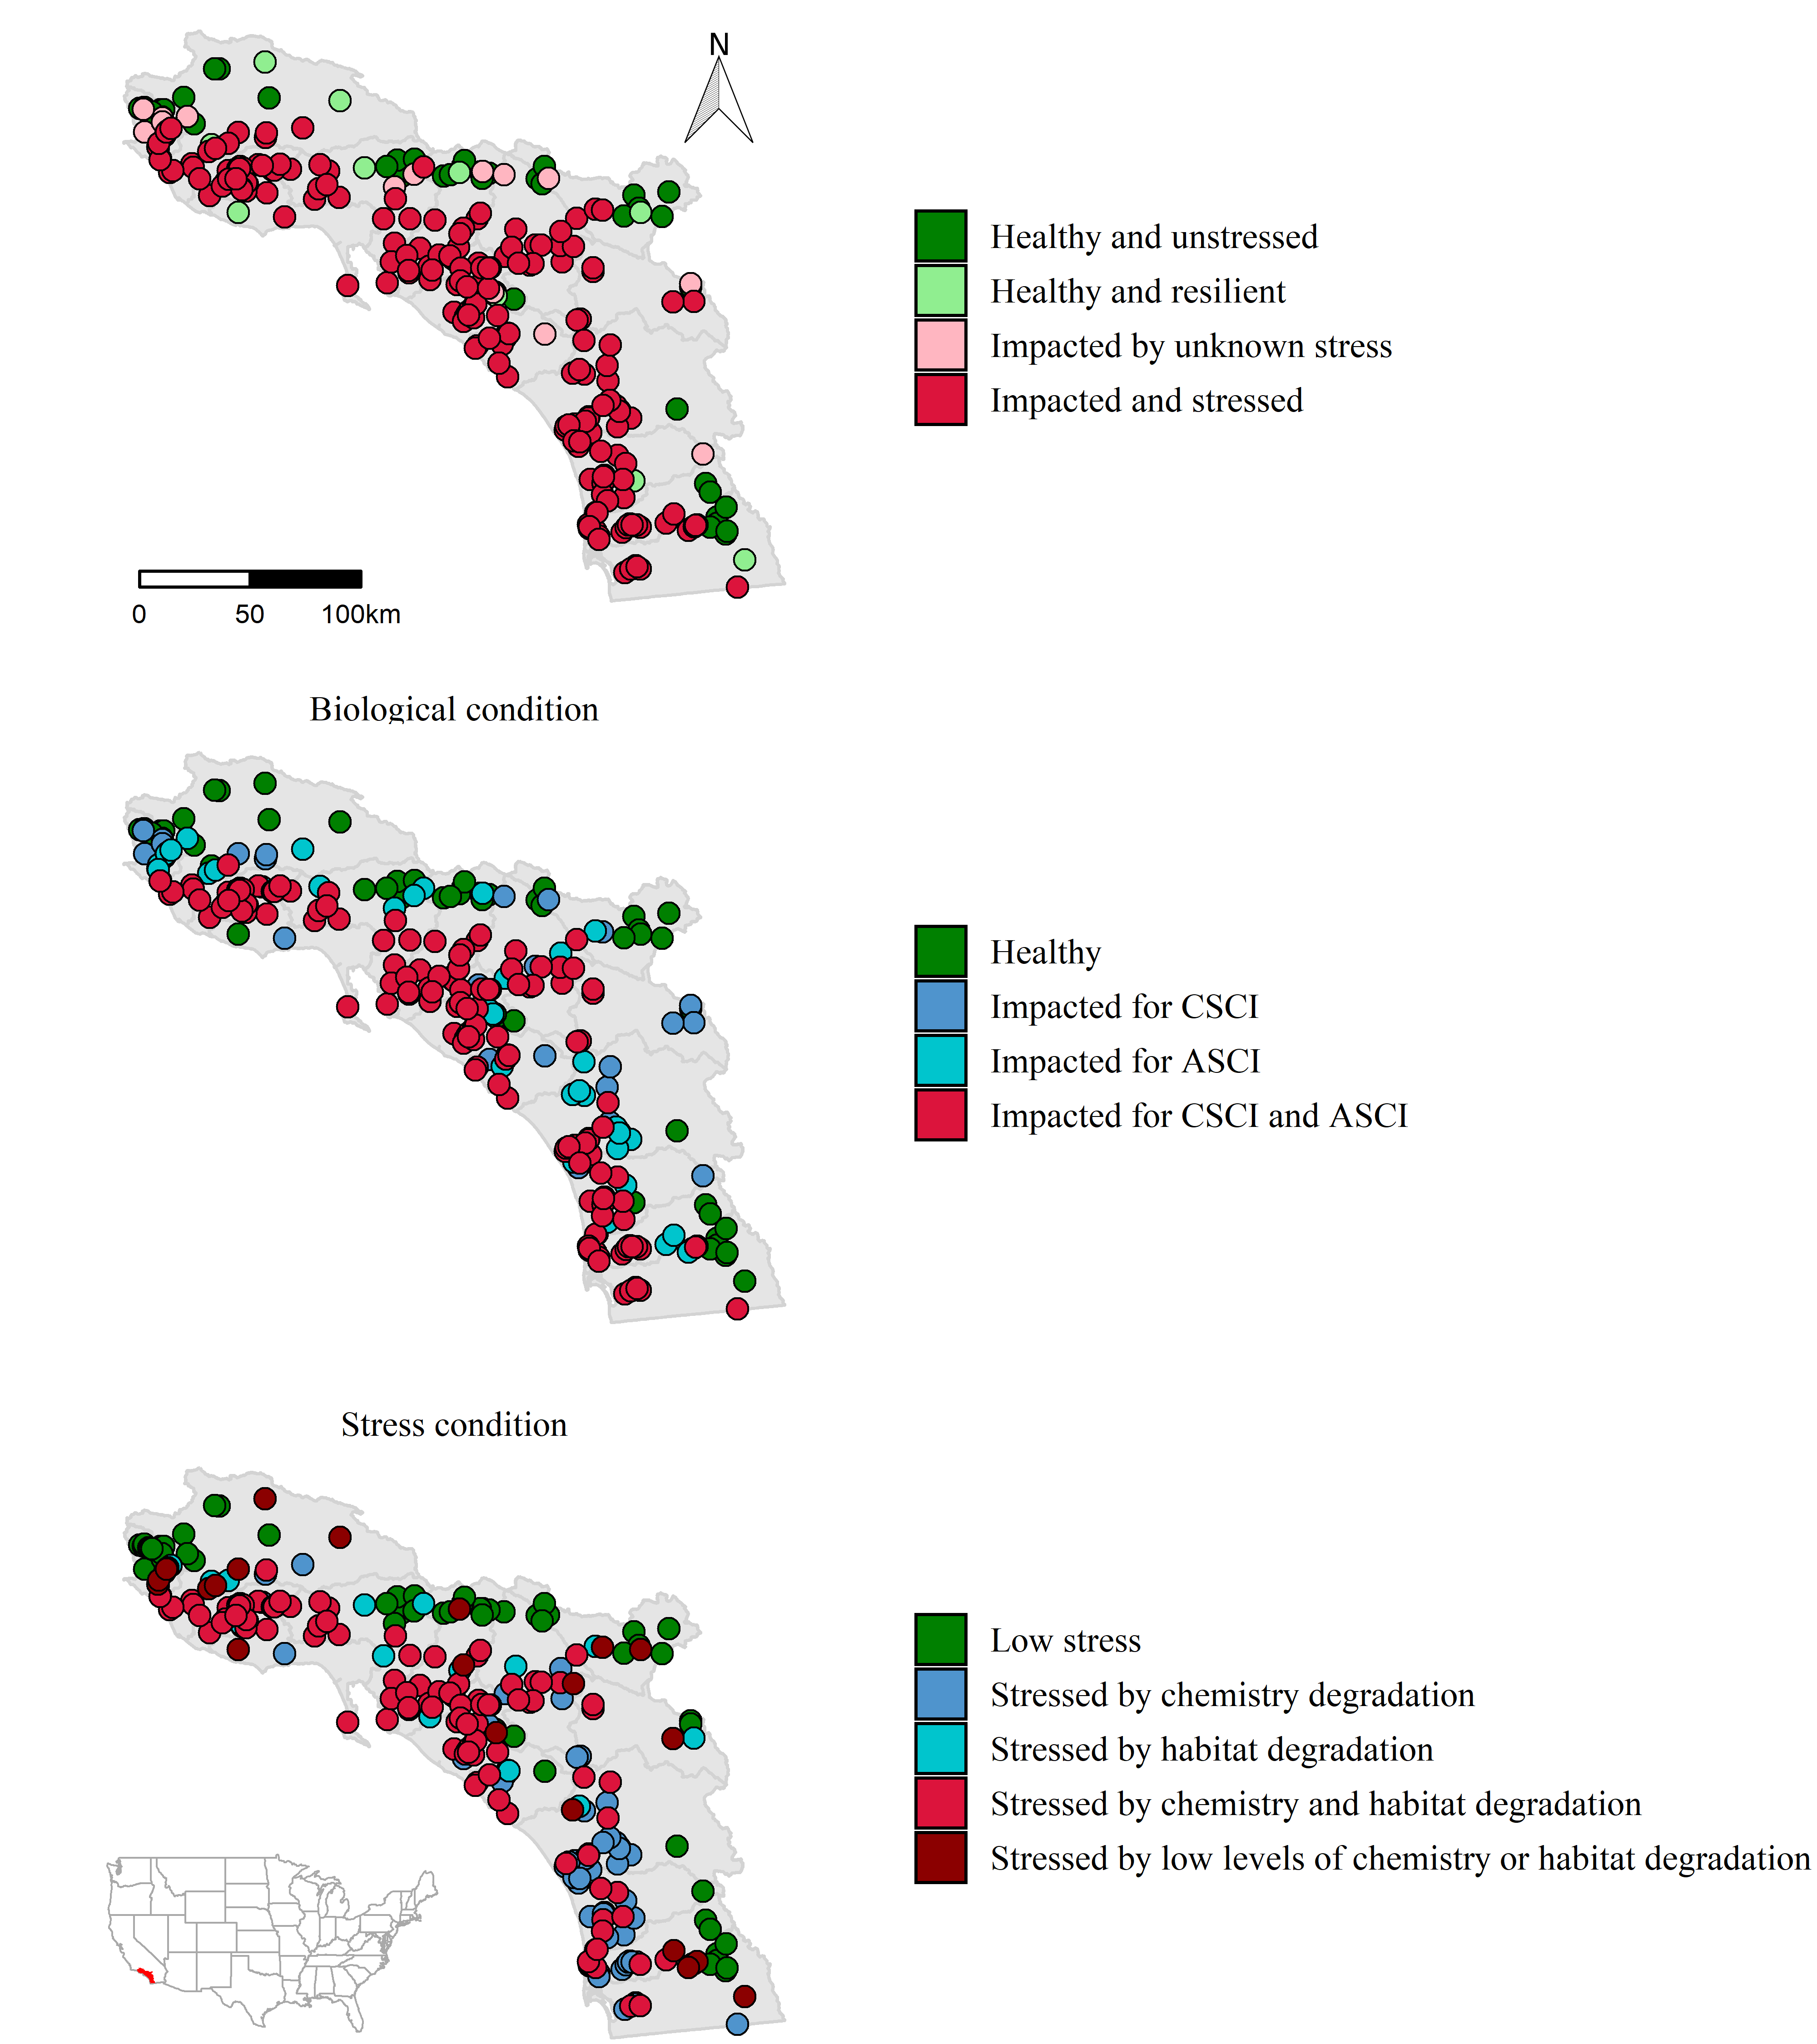 N
Healthy and unstressed
Healthy and resilient
Impacted by unknown stress
Impacted and stressed
0 50 100km
Biological condition
Healthy
Impacted for CSCI
Impacted for ASCI
Impacted for CSCI and ASCI
Stress condition
Low stress
Stressed by chemistry degradation
Stressed by habitat degradation
Stressed by chemistry and habitat degradation
Stressed by low levels of chemistry or habitat degradation